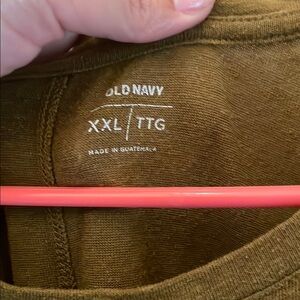 OLD NAVY
XXL / TTG
MADE IN GUATEMALA